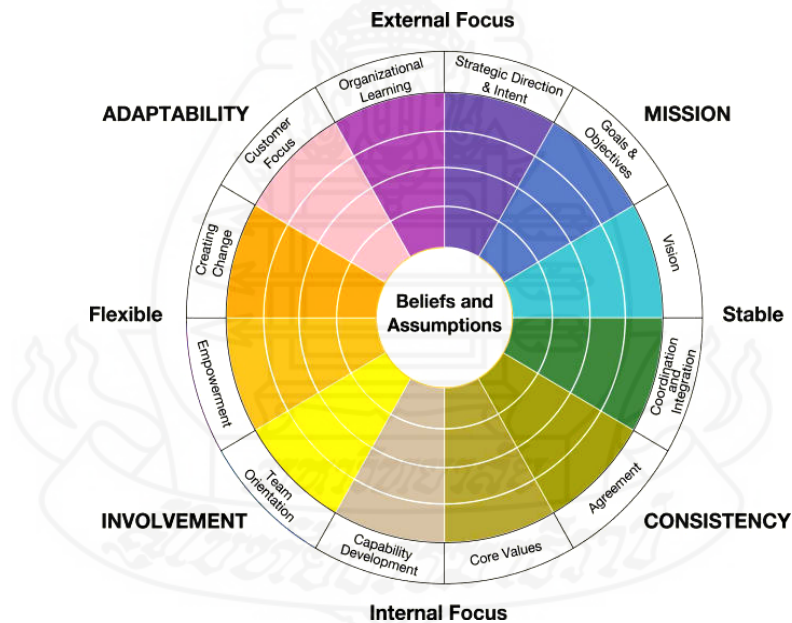 External Focus
Organizational
Learning
Strategic Direction
& Intent
ADAPTABILITY
MISSION
Customer
Focus
Goals &
Objectives
Creating
Change
Vision
Beliefs and
Assumptions
Flexible
Stable
Empowerment
Coordination
and
Integration
Team
Orientation
Agreement
INVOLVEMENT
CONSISTENCY
Capability
Development
Core Values
Internal Focus